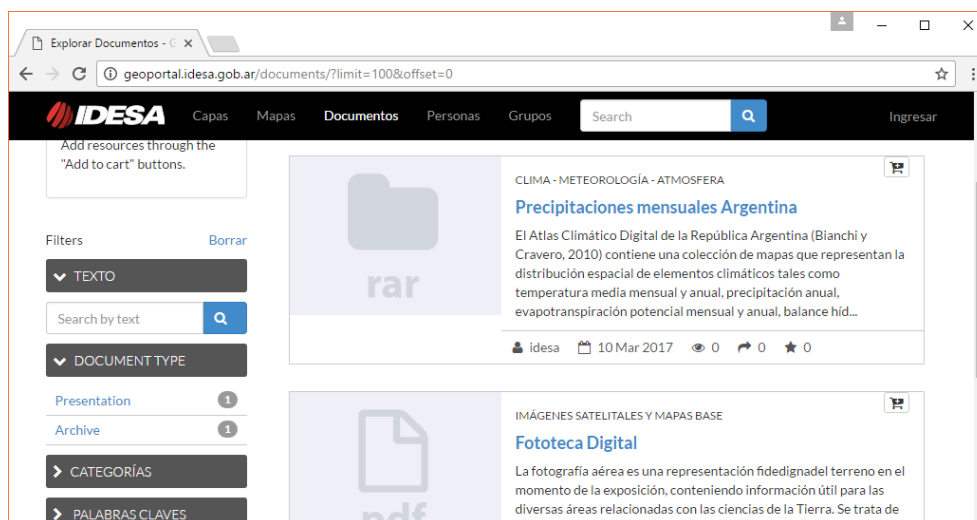 Explorar Documentos - G
geoportal.idesa.gob.ar/documents/?limit=100&offset=0
IDESA
Capas
Mapas
Documentos
Personas
Grupos
Search
Ingresar
Add resources through the
"Add to cart" buttons.
Filters
Borrar
TEXTO
Search by text
DOCUMENT TYPE
Presentation 1
Archive 1
CATEGORÍAS
PALABRAS CLAVES
rar
CLIMA - METEOROLOGÍA - ATMOSFERA
Precipitaciones mensuales Argentina
El Atlas Climático Digital de la República Argentina (Bianchi y
Cravero, 2010) contiene una colección de mapas que representan la
distribución espacial de elementos climáticos tales como
temperatura media mensual y anual, precipitación anual,
evapotranspiración potencial mensual y anual, balance híd...
idesa 10 Mar 2017 0 0 0
pdf
IMÁGENES SATELITALES Y MAPAS BASE
Fototeca Digital
La fotografía aérea es una representación fidedignadel terreno en el
momento de la exposición, conteniendo información útil para las
diversas áreas relacionadas con las ciencias de la Tierra. Se trata de